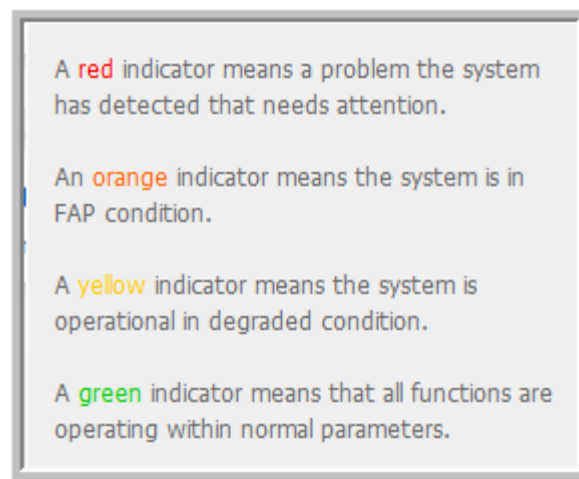 A red indicator means a problem the system
has detected that needs attention.
An orange indicator means the system is in
FAP condition.
A yellow indicator means the system is
operational in degraded condition.
A green indicator means that all functions are
operating within normal parameters.